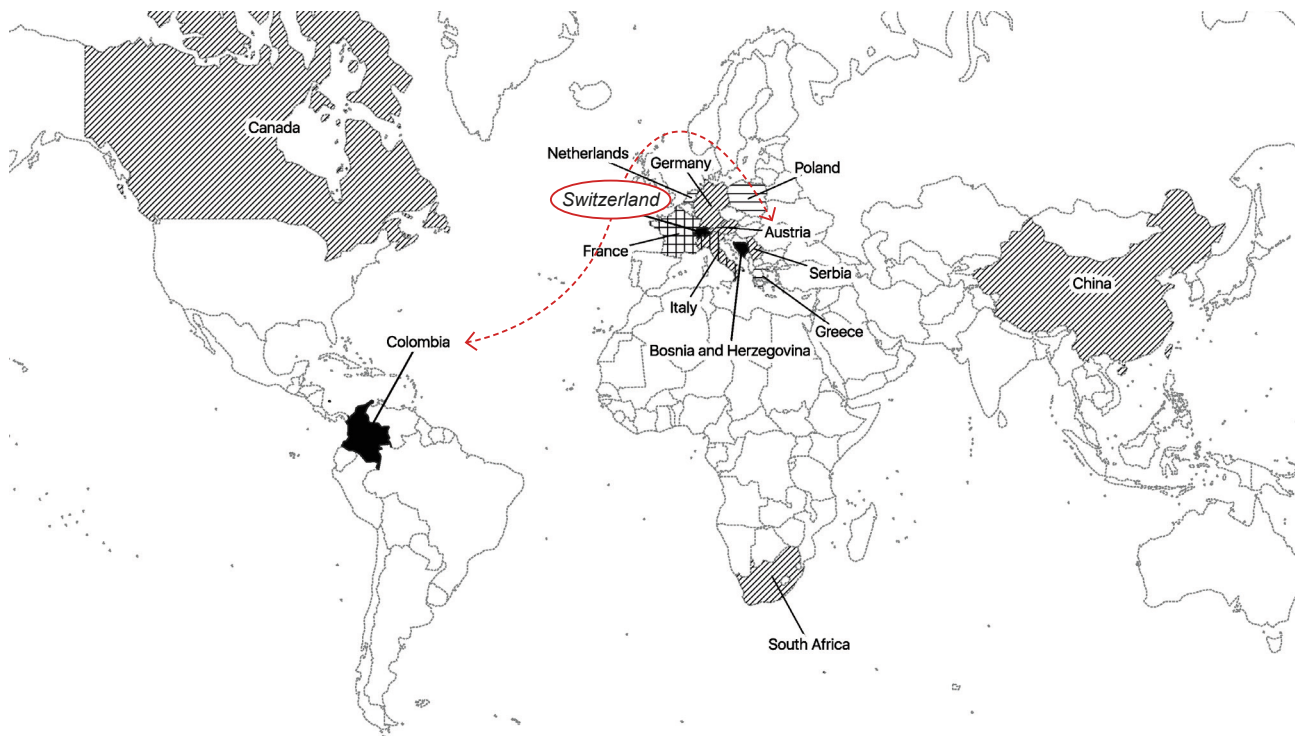 Canada
Netherlands
Germany
Poland
Switzerland
Austria
France
Serbia
China
Italy
Greece
Colombia
Bosnia and Herzegovina
South Africa